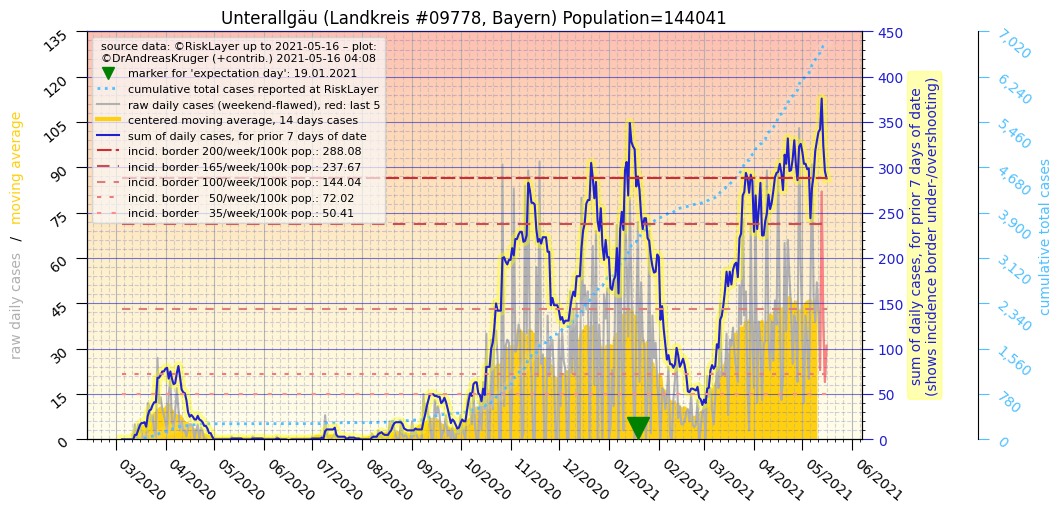 Unterallgäu (Landkreis #09778, Bayern) Population=144041
source data: ©RiskLayer up to 2021-05-16 – plot:
©DrAndreasKruger (+contrib.) 2021-05-16 04:08
marker for 'expectation day': 19.01.2021
cumulative total cases reported at RiskLayer
raw daily cases (weekend-flawed), red: last 5
centered moving average, 14 days cases
sum of daily cases, for prior 7 days of date
incid. border 200/week/100k pop.: 288.08
incid. border 165/week/100k pop.: 237.67
incid. border 100/week/100k pop.: 144.04
incid. border   50/week/100k pop.: 72.02
incid. border   35/week/100k pop.: 50.41
raw daily cases  /  moving average
135
120
105
90
75
60
45
30
15
0
03/2020
04/2020
05/2020
06/2020
07/2020
08/2020
09/2020
10/2020
11/2020
12/2020
01/2021
02/2021
03/2021
04/2021
05/2021
06/2021
450
400
350
300
250
200
150
100
50
0
sum of daily cases, for prior 7 days of date
(shows incidence border under-/overshooting)
7,020
6,240
5,460
4,680
3,900
3,120
2,340
1,560
780
0
cumulative total cases